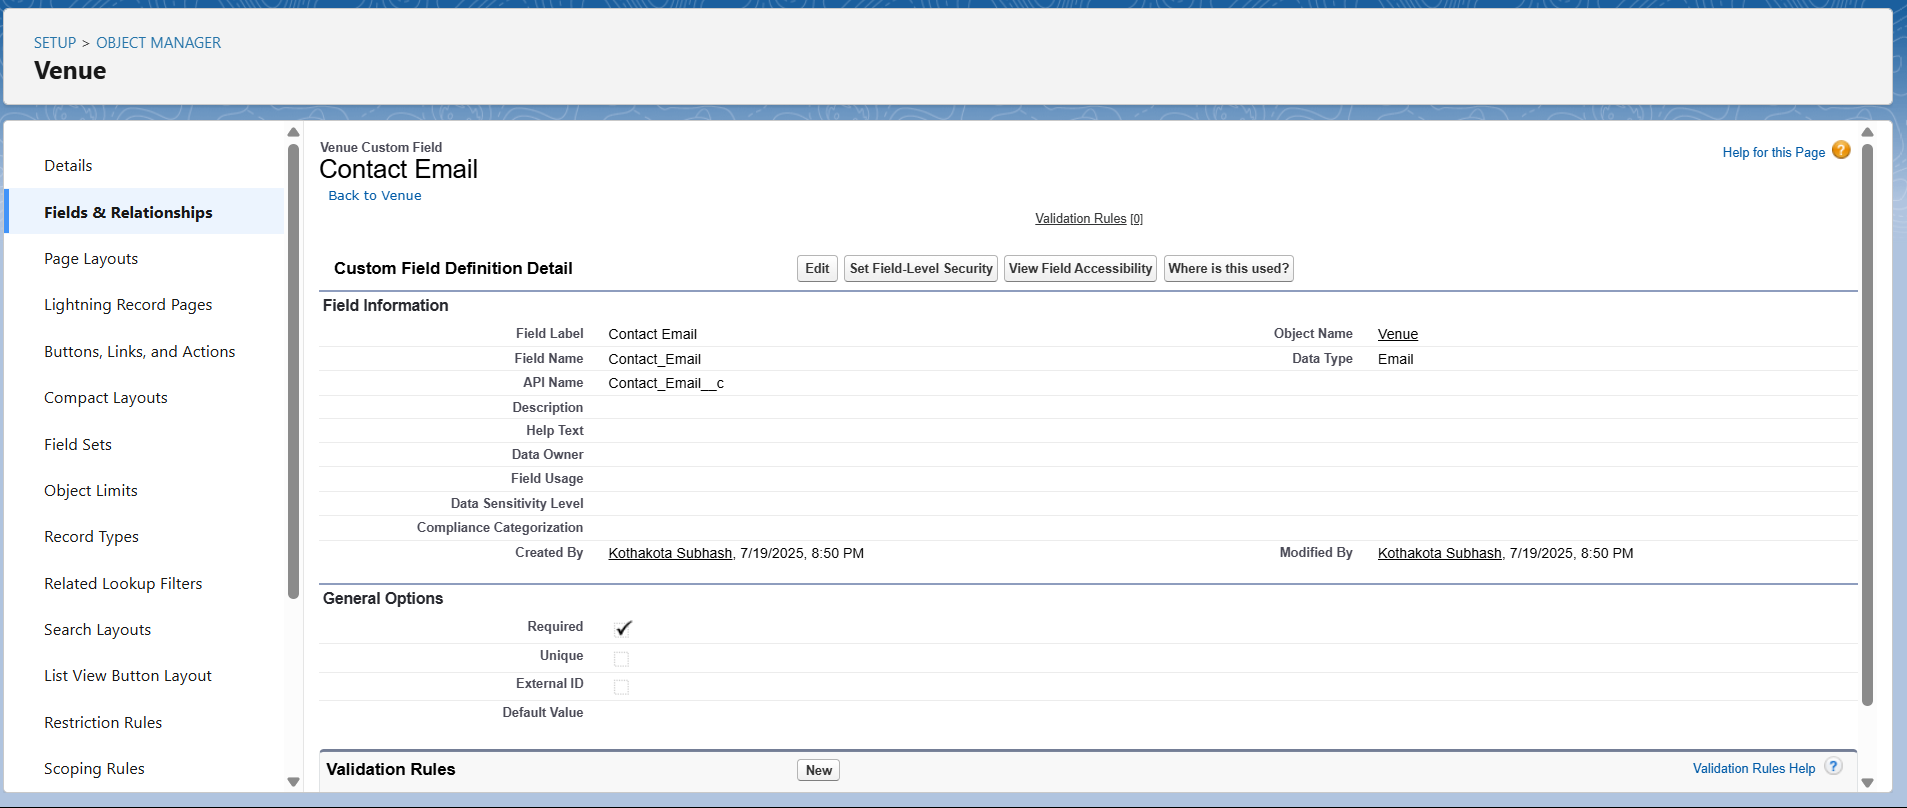 SETUP > OBJECT MANAGER
Venue
Details
Fields & Relationships
Page Layouts
Lightning Record Pages
Buttons, Links, and Actions
Compact Layouts
Field Sets
Object Limits
Record Types
Related Lookup Filters
Search Layouts
List View Button Layout
Restriction Rules
Scoping Rules
Venue Custom Field
Contact Email
Back to Venue
Help for this Page ?
Validation Rules [0]
Custom Field Definition Detail Edit Set Field-Level Security View Field Accessibility Where is this used?
Field Information
Field Label Contact Email Object Name Venue
Field Name Contact_Email Data Type Email
API Name Contact_Email__c
Description
Help Text
Data Owner
Field Usage
Data Sensitivity Level
Compliance Categorization
Created By Kothakota Subhash, 7/19/2025, 8:50 PM Modified By Kothakota Subhash, 7/19/2025, 8:50 PM
General Options
Required
Unique
External ID
Default Value
Validation Rules New Validation Rules Help ?